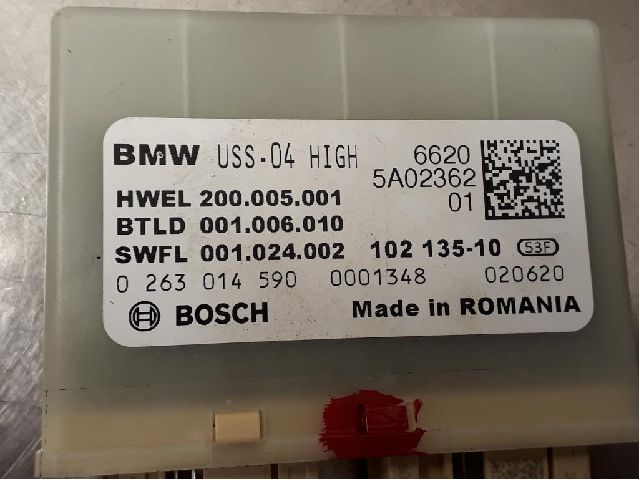 BMW USS-04 HIGH 6620
5A02362
HWEL 200.005.001 01
BTLD 001.006.010
SWFL 001.024.002 102 135-10 53F
0 263 014 590 0001348 020620
BOSCH Made in ROMANIA